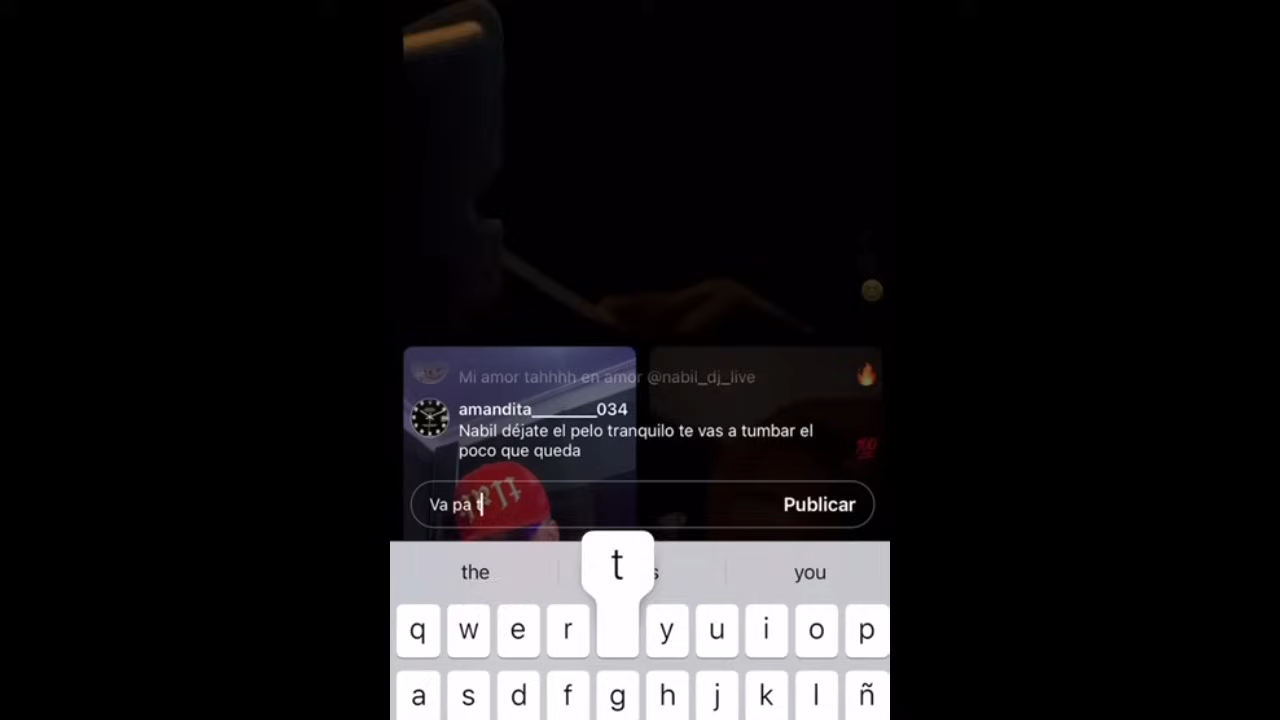 Mi amor tahhhh en amor @nabil_dj_live
amandita________034
Nabil déjate el pelo tranquilo te vas a tumbar el
poco que queda
Va pa t
Publicar
the
you
t
q w e r y u i o p
a s d f g h j k l ñ